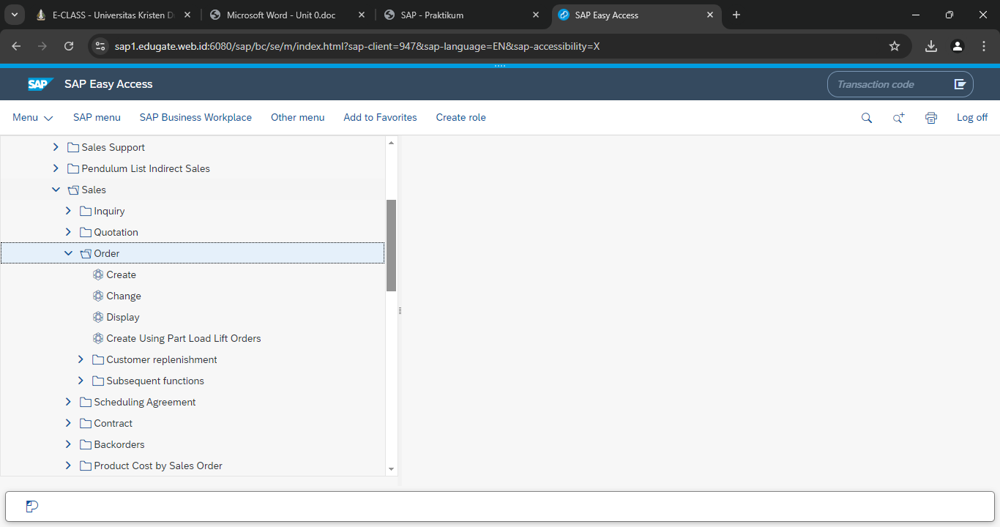 E-CLASS - Universitas Kristen D
Microsoft Word - Unit 0.doc
SAP - Praktikum
SAP Easy Access
sap1.edugate.web.id:6080/sap/bc/se/m/index.html?sap-client=947&sap-language=EN&sap-accessibility=X
SAP SAP Easy Access
Transaction code
Menu
SAP menu
SAP Business Workplace
Other menu
Add to Favorites
Create role
Log off
Sales Support
Pendulum List Indirect Sales
Sales
Inquiry
Quotation
Order
Create
Change
Display
Create Using Part Load Lift Orders
Customer replenishment
Subsequent functions
Scheduling Agreement
Contract
Backorders
Product Cost by Sales Order